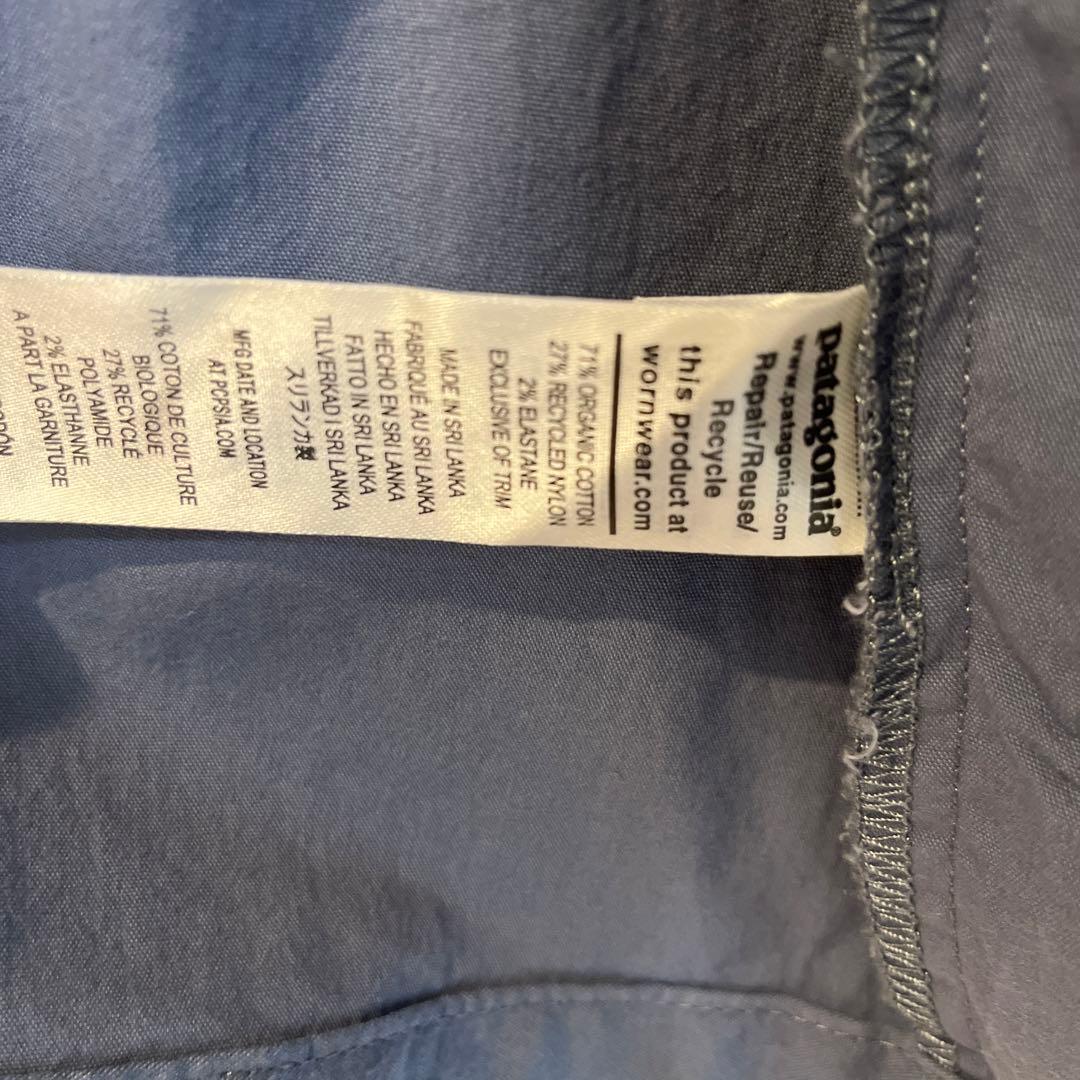 patagonia®
www.patagonia.com
Repair/Reuse/
Recycle
this product at
wornwear.com
71% ORGANIC COTTON
27% RECYCLED NYLON
2% ELASTANE
EXCLUSIVE OF TRIM
MADE IN SRI LANKA
FABRIQUÉ AU SRI LANKA
HECHO EN SRI LANKA
FATTO IN SRI LANKA
TILLVERKAD I SRI LANKA
スリランカ製
MFG DATE AND LOCATION
AT PCPSIA.COM
71% COTON DE CULTURE
BIOLOGIQUE
27% RECYCLÉ
POLYAMIDE
2% ELASTHANNE
A PART LA GARNITURE